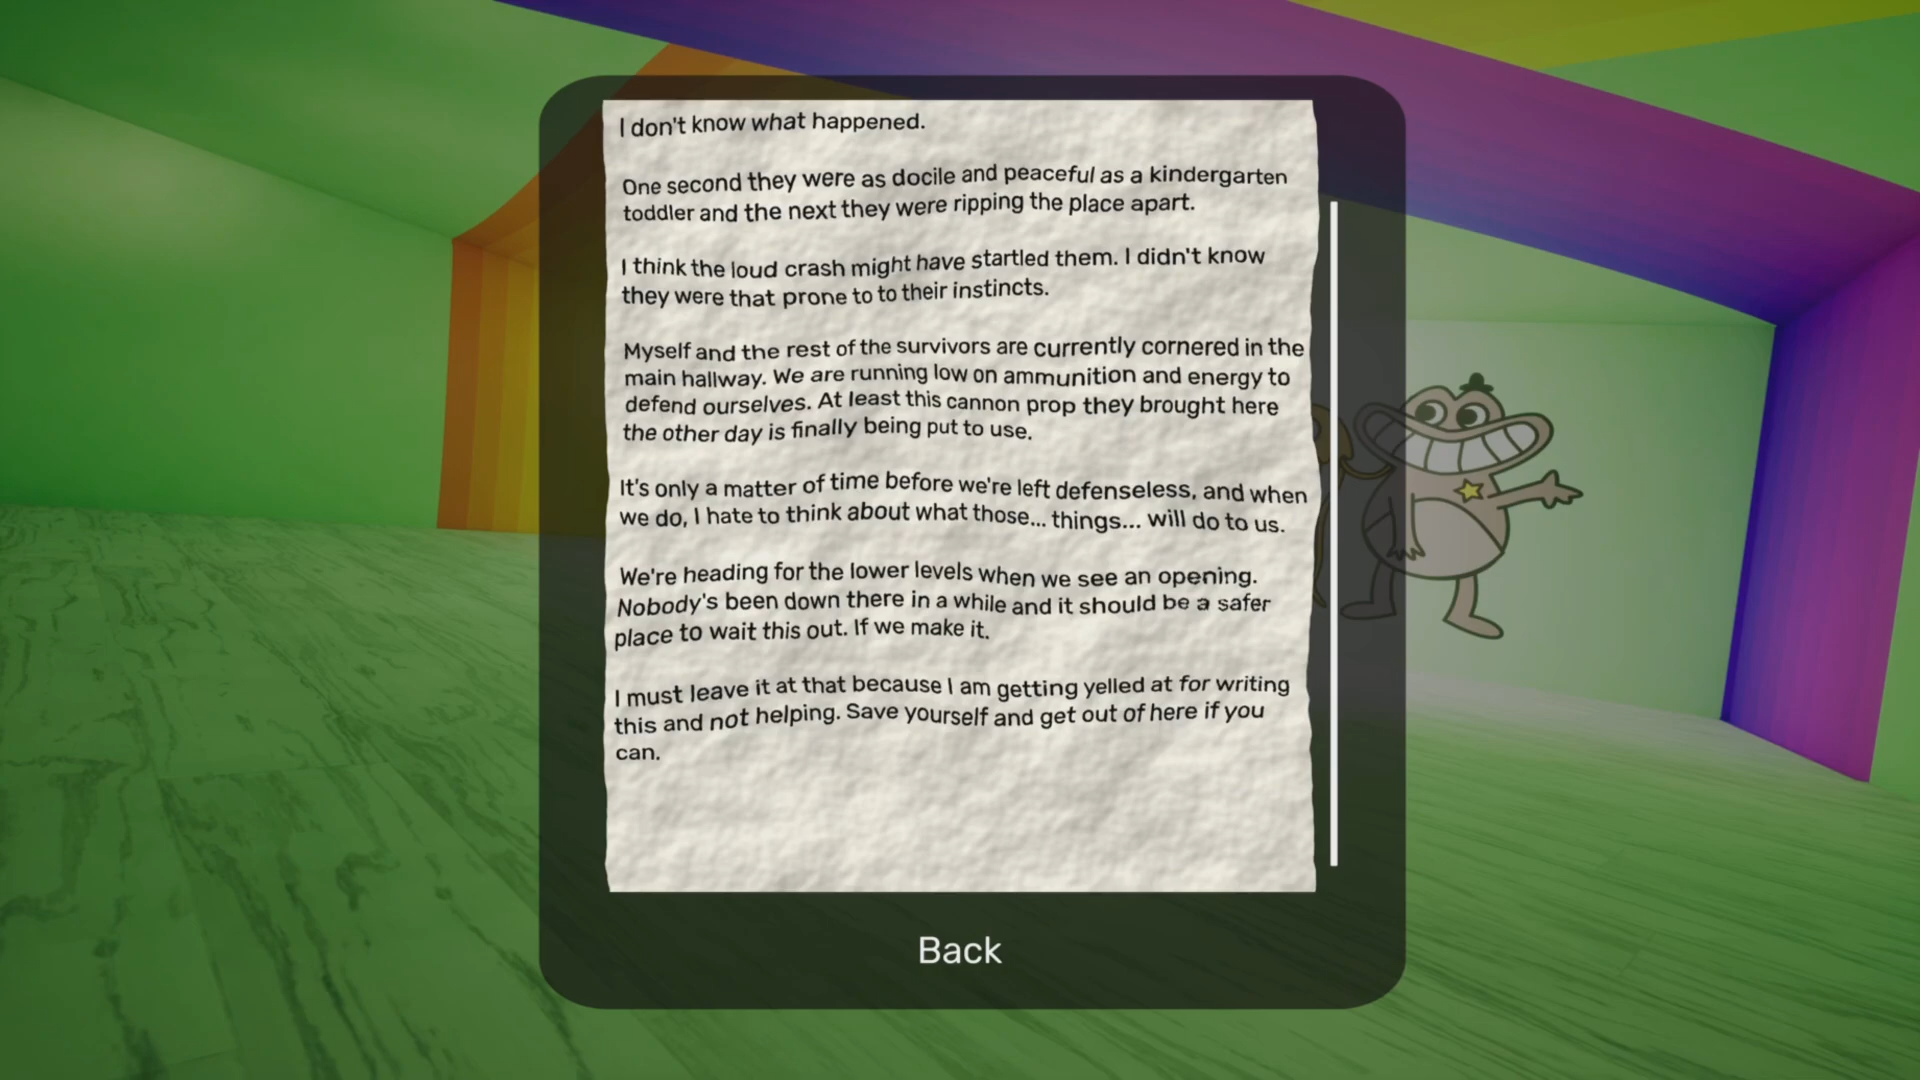 I don't know what happened.
One second they were as docile and peaceful as a kindergarten
toddler and the next they were ripping the place apart.
I think the loud crash might have startled them. I didn't know
they were that prone to to their instincts.
Myself and the rest of the survivors are currently cornered in the
main hallway. We are running low on ammunition and energy to
defend ourselves. At least this cannon prop they brought here
the other day is finally being put to use.
It's only a matter of time before we're left defenseless, and when
we do, I hate to think about what those... things... will do to us.
We're heading for the lower levels when we see an opening.
Nobody's been down there in a while and it should be a safer
place to wait this out. If we make it.
I must leave it at that because I am getting yelled at for writing
this and not helping. Save yourself and get out of here if you
can.
Back